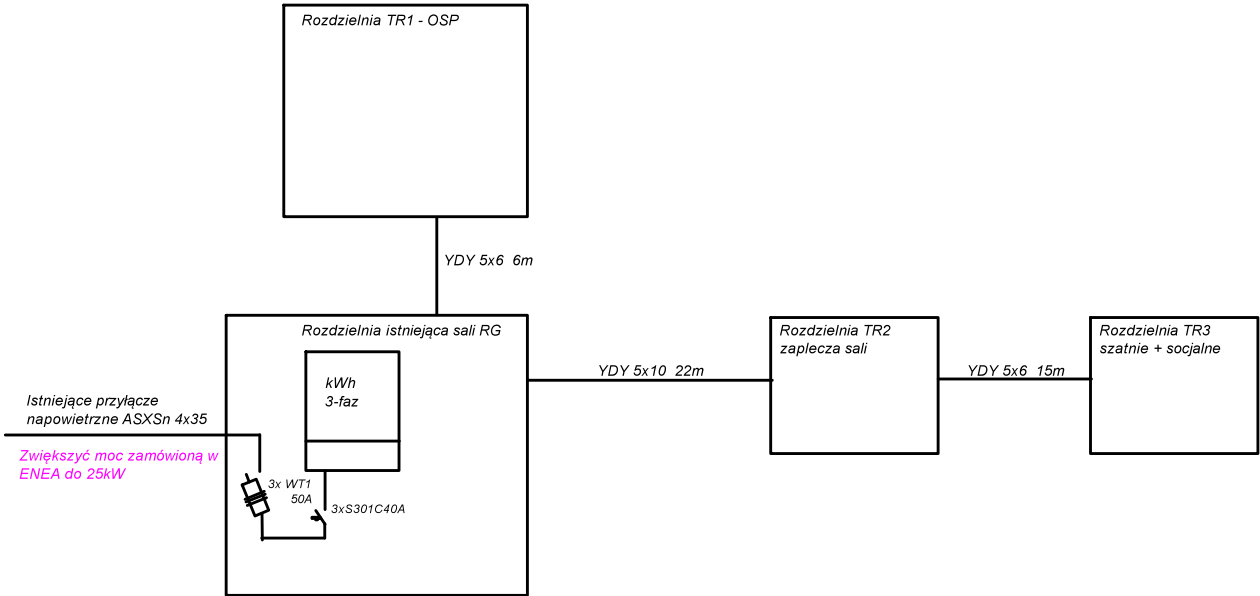 Rozdzielnia TR1 - OSP
YDY 5x6 6m
Rozdzielnia istniejąca sali RG
kWh
3-faz
Istniejące przyłącze
napowietrzne ASXSn 4x35
Zwiększyć moc zamówioną w
ENEA do 25kW
3x WT1
50A
3xS301C40A
YDY 5x10 22m
Rozdzielnia TR2
zaplecza sali
YDY 5x6 15m
Rozdzielnia TR3
szatnie + socjalne